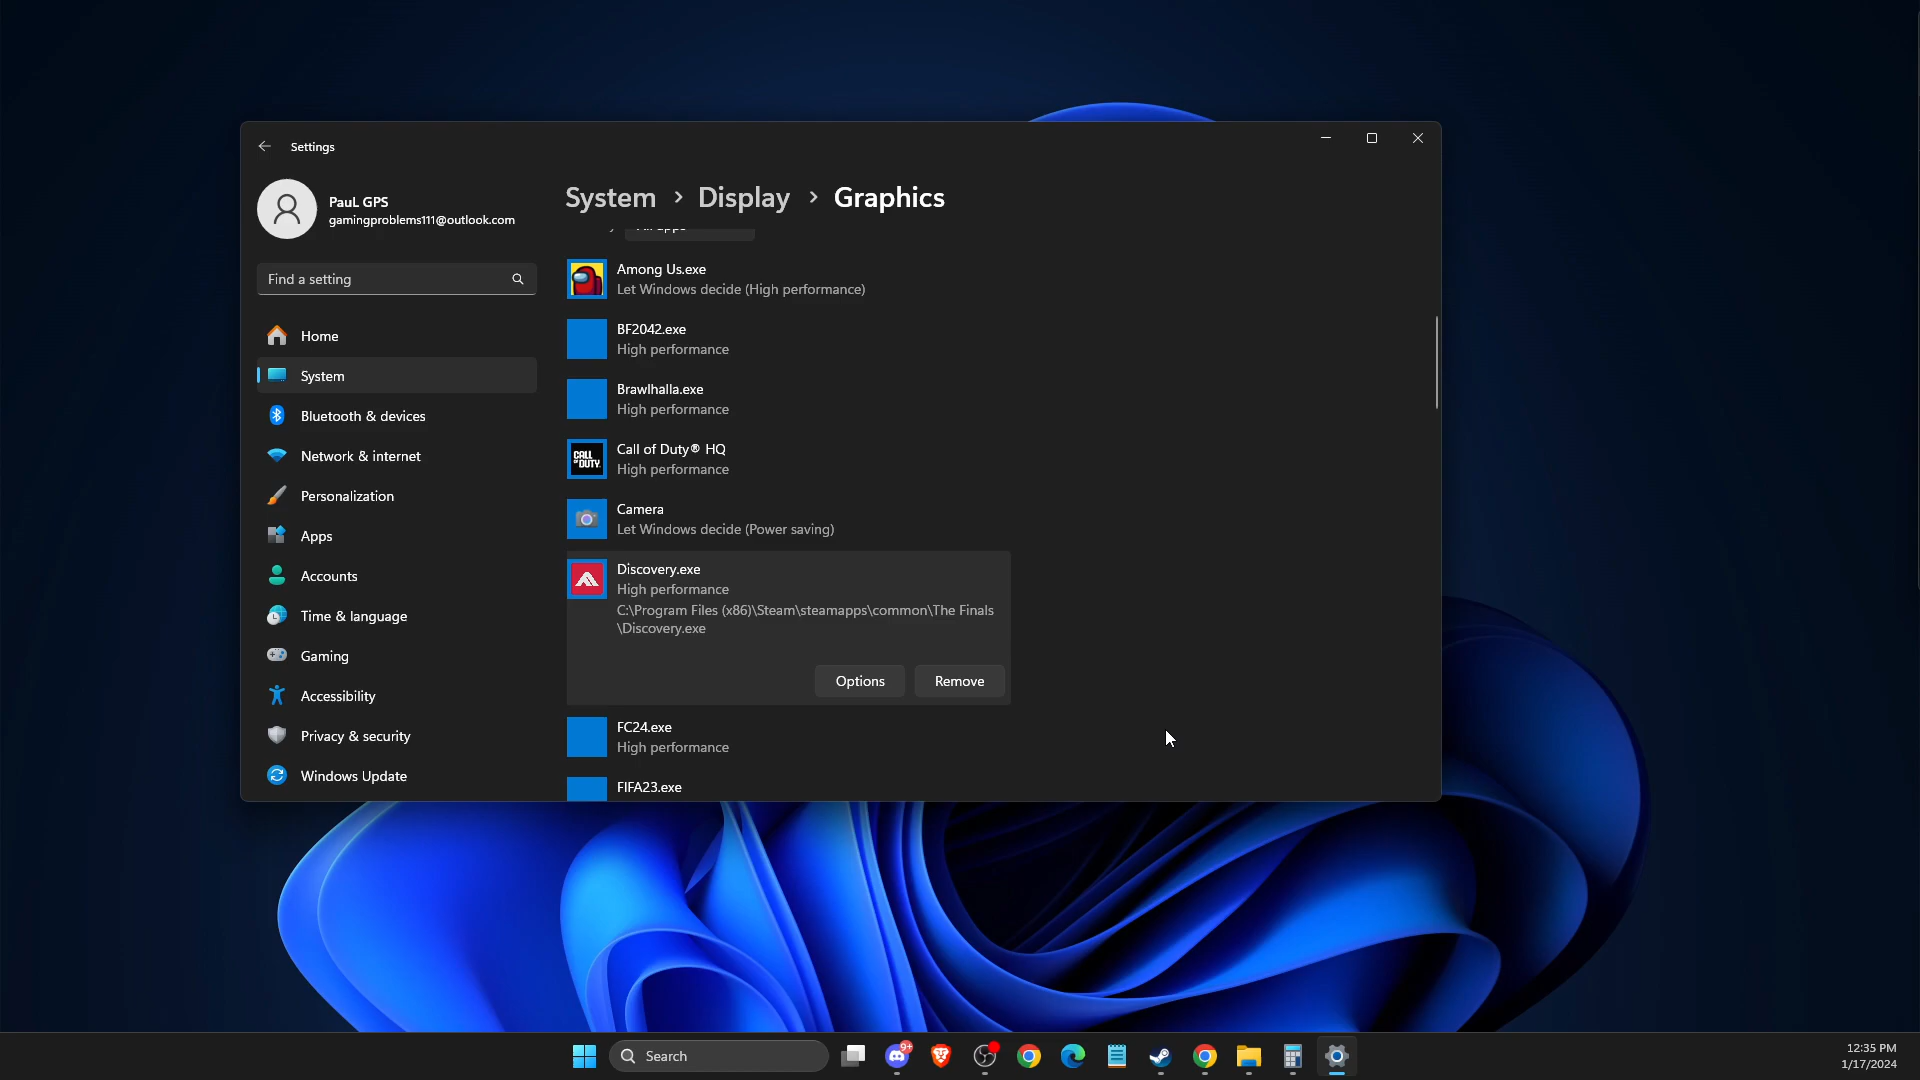 Settings
PauL GPS
gamingproblems111@outlook.com
Find a setting
Home
System
Bluetooth & devices
Network & internet
Personalization
Apps
Accounts
Time & language
Gaming
Accessibility
Privacy & security
Windows Update
System > Display > Graphics
Among Us.exe
Let Windows decide (High performance)
BF2042.exe
High performance
Brawlhalla.exe
High performance
CALL OF DUTY.
Call of Duty® HQ
High performance
Camera
Let Windows decide (Power saving)
Discovery.exe
High performance
C:\Program Files (x86)\Steam\steamapps\common\The Finals
\Discovery.exe
Options Remove
FC24.exe
High performance
FIFA23.exe
Search
9+
12:35 PM
1/17/2024